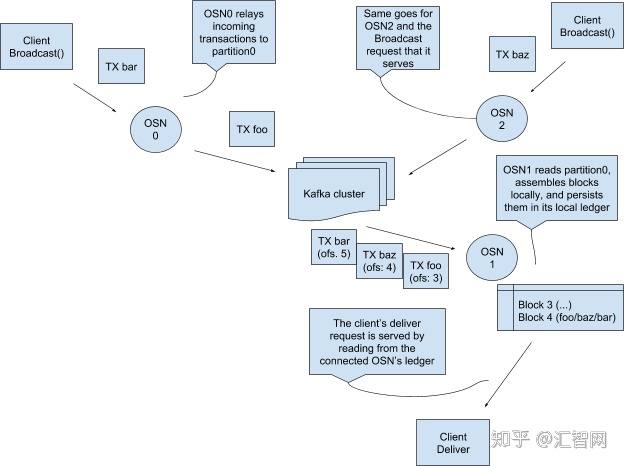 Client
Broadcast()
TX bar
OSN0 relays
incoming
transactions to
partition0
OSN
0
TX foo
Same goes for
OSN2 and the
Broadcast
request that it
serves
Client
Broadcast()
TX baz
OSN
2
Kafka cluster
OSN1 reads partition0,
assembles blocks
locally, and persists
them in its local ledger
TX bar
(ofs. 5)
TX baz
(ofs: 4)
TX foo
(ofs: 3)
OSN
1
Block 3 (...)
Block 4 (foo/baz/bar)
The client's deliver
request is served by
reading from the
connected OSN's ledger
Client
Deliver
知乎 @汇智网